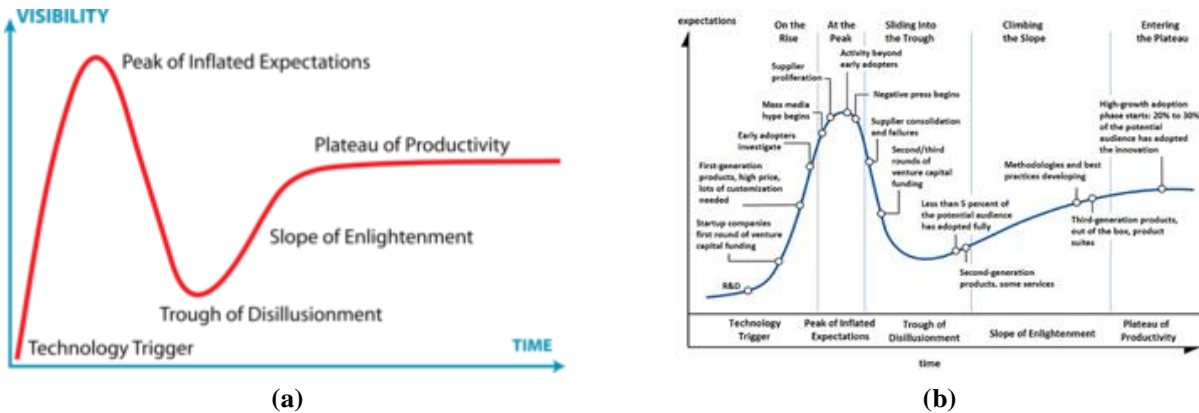 VISIBILITY
Peak of Inflated Expectations
Plateau of Productivity
Slope of Enlightenment
Trough of Disillusionment
Technology Trigger
TIME
(a)
expectations
On the
Rise
At the
Peak
Sliding Into
the Trough
Climbing
the Slope
Entering
the Plateau
Activity beyond
early adopters
Supplier
proliferation
Negative press begins
Mass media
hype begins
High-growth adoption
phase starts: 20% to 30%
of the potential
audience has adopted
the innovation
Supplier consolidation
and failures
Early adopters
investigate
Second/third
rounds of
venture capital
funding
Methodologies and best
practices developing
First-generation
products, high price,
lots of customization
needed
Less than 5 percent of
the potential audience
has adopted fully
Third-generation products,
out of the box, product
suites
Startup companies
first round of venture
capital funding
Second-generation
products, some services
R&D
Technology
Trigger
Peak of Inflated
Expectations
Trough of
Disillusionment
Slope of Enlightenment
Plateau of
Productivity
time
(b)